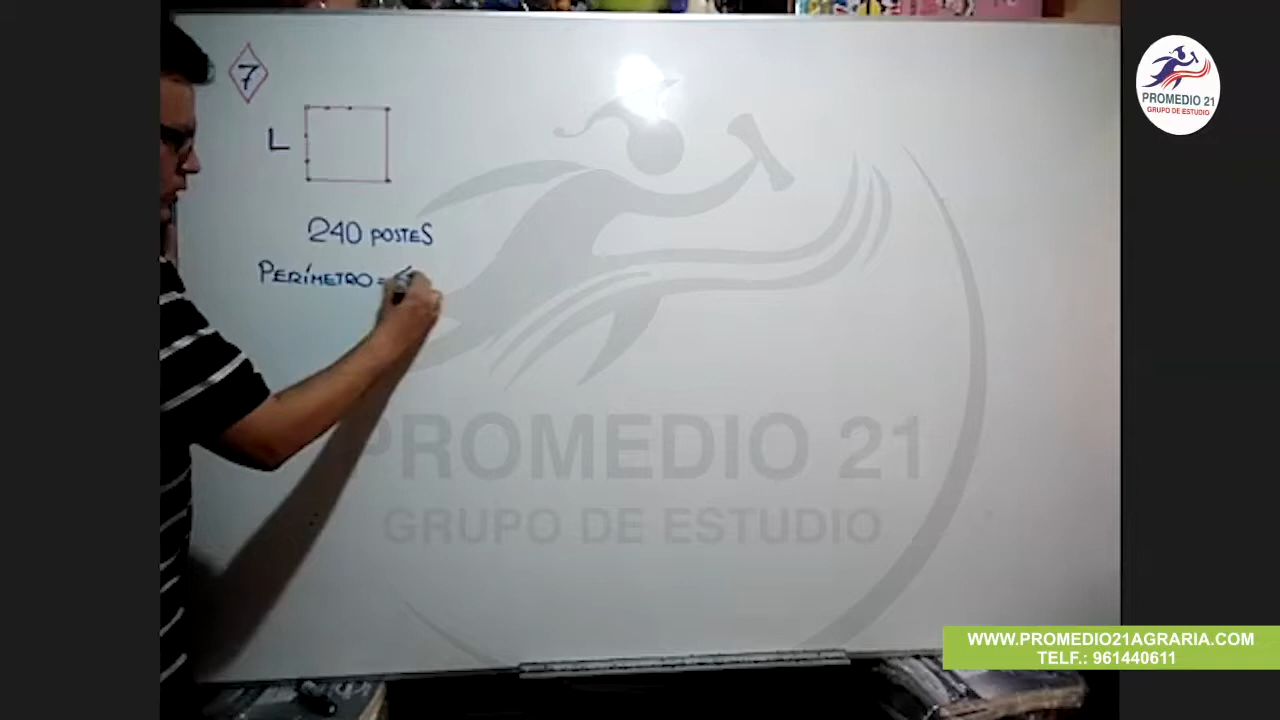 7
L
240 POSTES
PERÍMETRO =
PROMEDIO 21
GRUPO DE ESTUDIO
PROMEDIO 21
GRUPO DE ESTUDIO
WWW.PROMEDIO21AGRARIA.COM
TELF.: 961440611